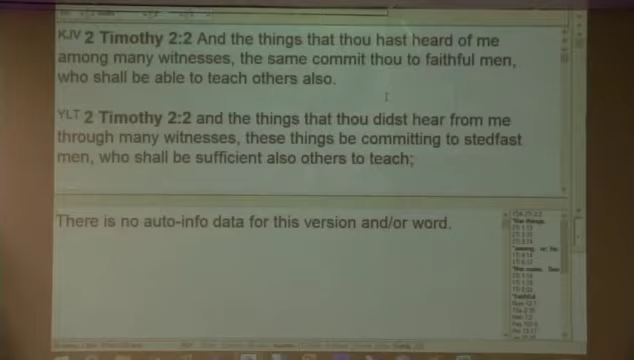 KJV 2 Timothy 2:2 And the things that thou hast heard of me
among many witnesses, the same commit thou to faithful men,
who shall be able to teach others also.
YLT 2 Timothy 2:2 and the things that thou didst hear from me
through many witnesses, these things be committing to stedfast
men, who shall be sufficient also others to teach;
There is no auto-info data for this version and/or word.